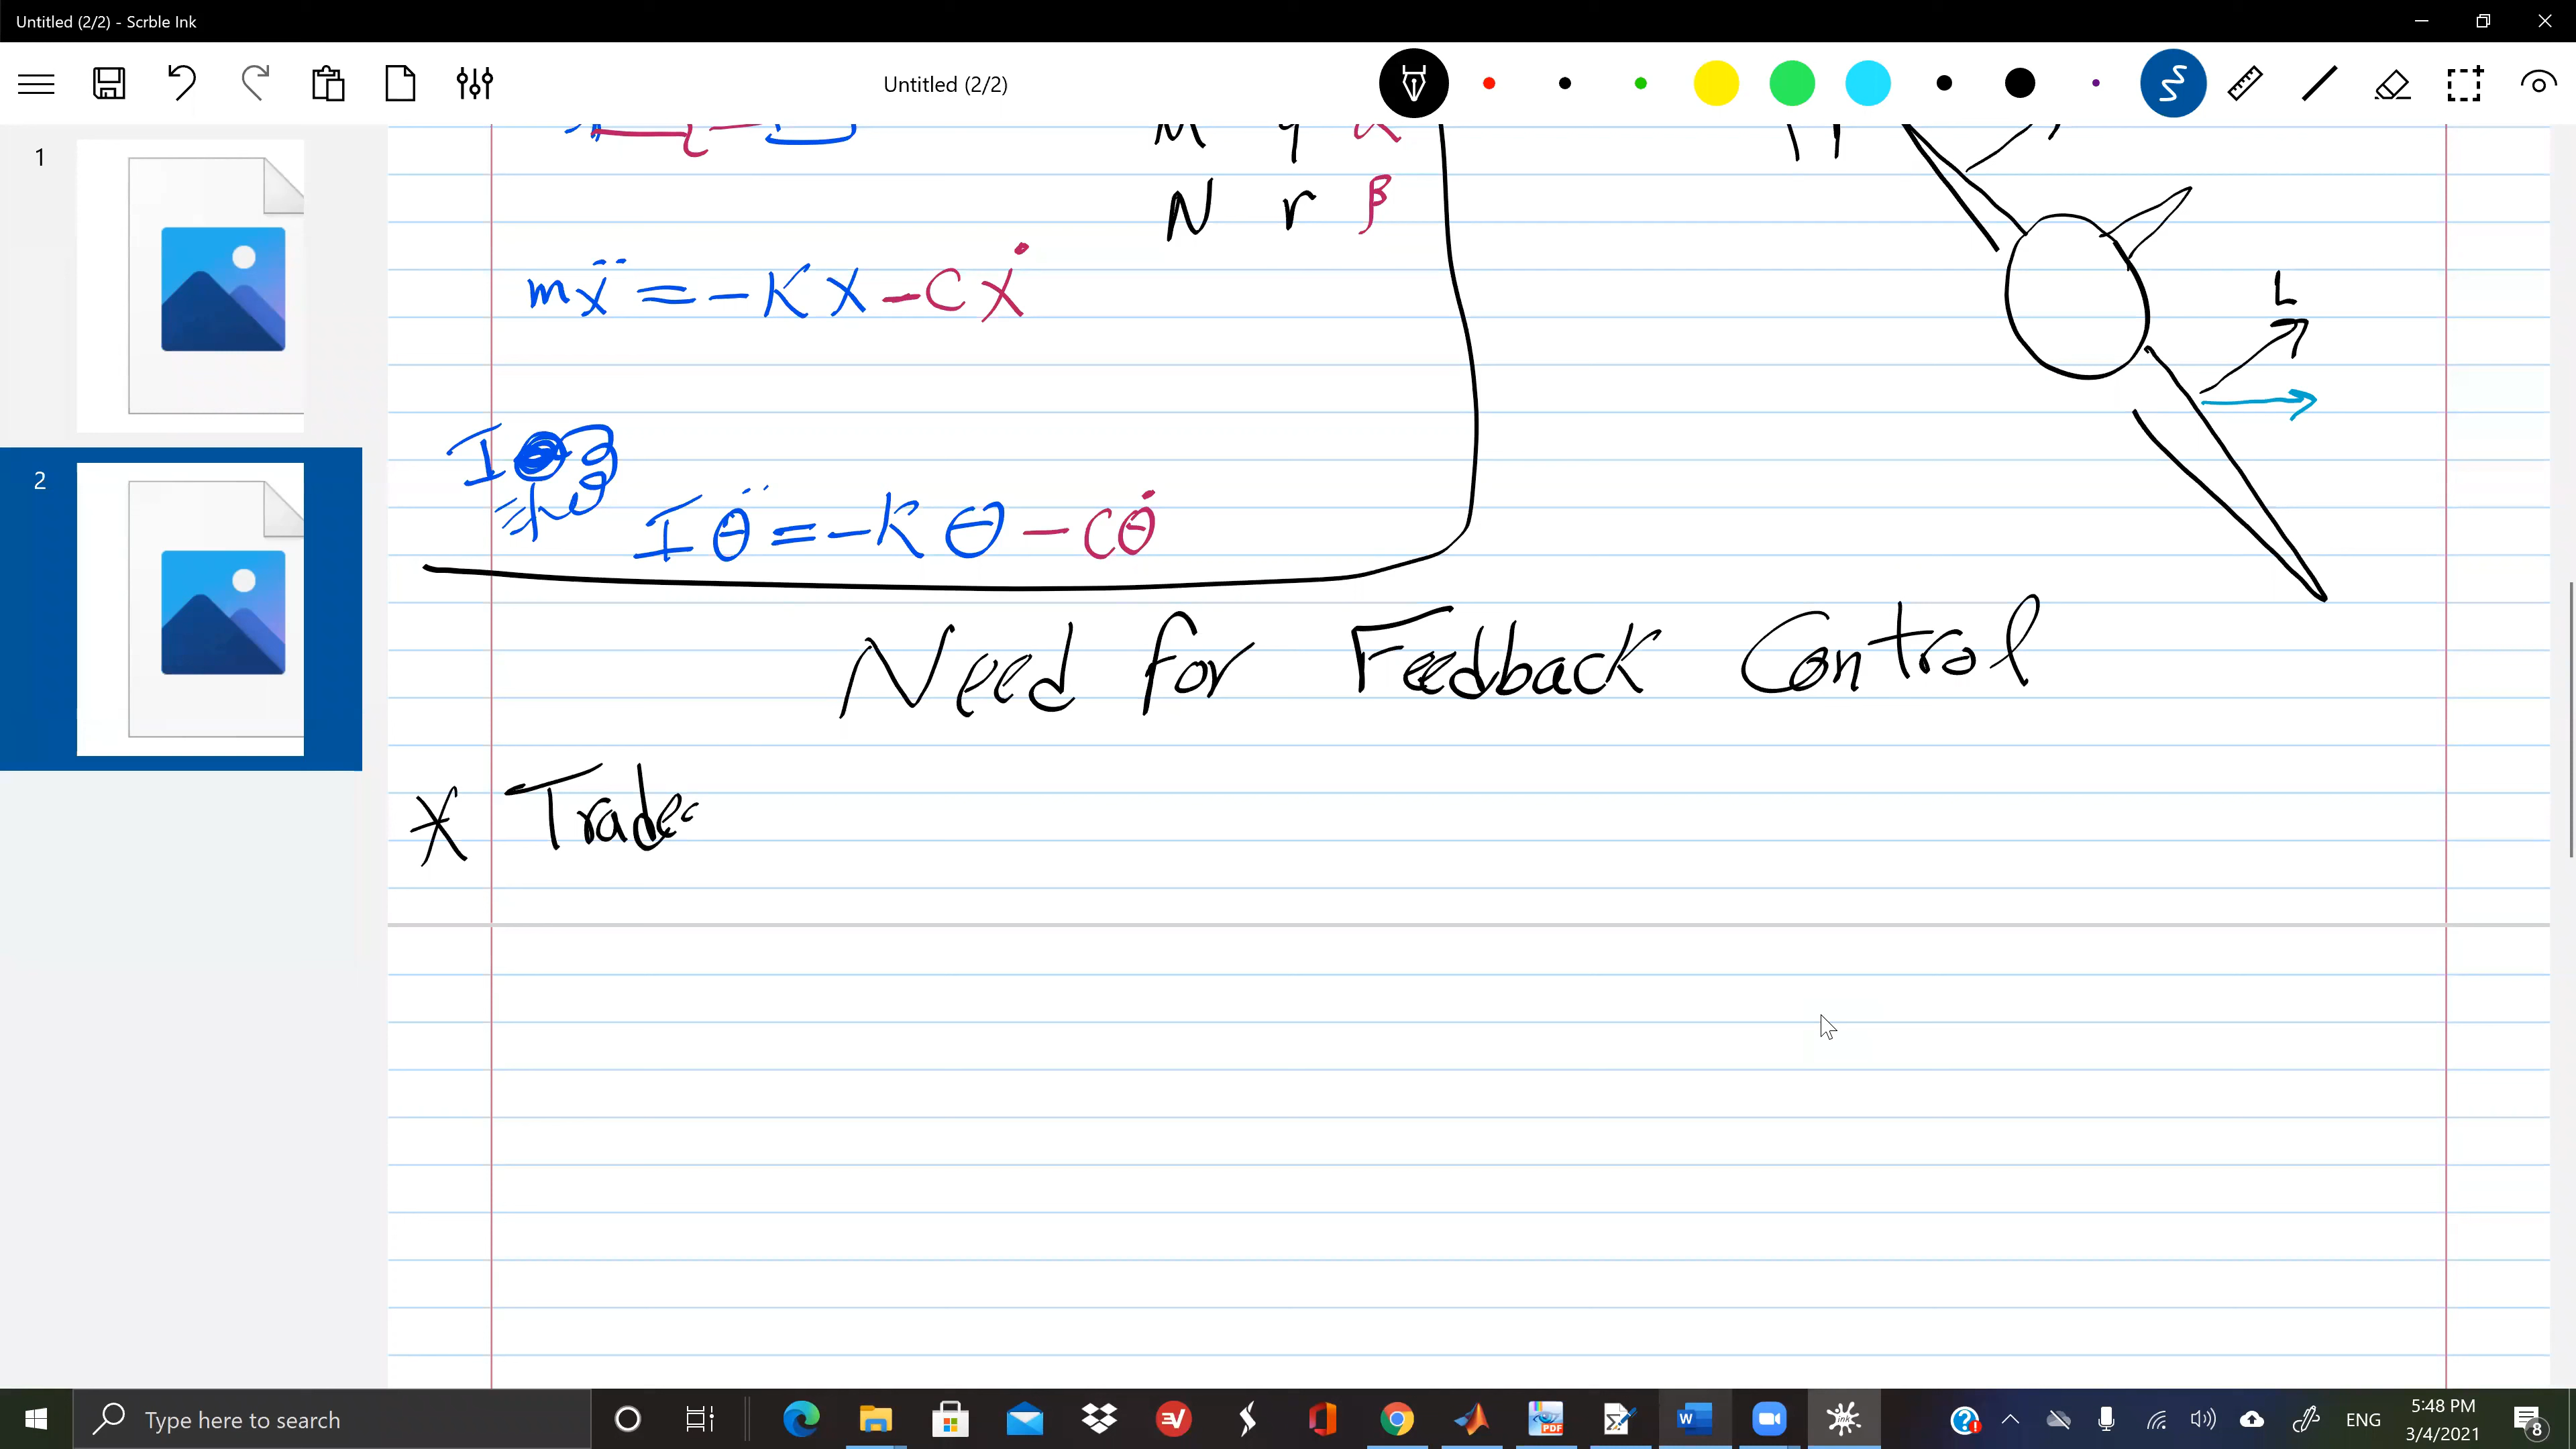 Untitled (2/2) - Scrble Ink
Untitled (2/2)
1
2
M q α
N r β
mẍ = -Kx - Cẋ
L
I
Iθ̈ = -Kθ - Cθ̇
Need for Feedback Control
* Trade
Type here to search
ENG
5:48 PM
3/4/2021
8